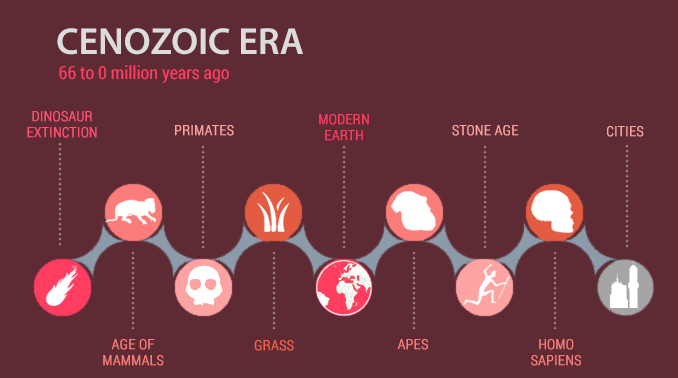 CENOZOIC ERA
66 to 0 million years ago
DINOSAUR
EXTINCTION
AGE OF
MAMMALS
PRIMATES
GRASS
MODERN
EARTH
APES
STONE AGE
HOMO
SAPIENS
CITIES